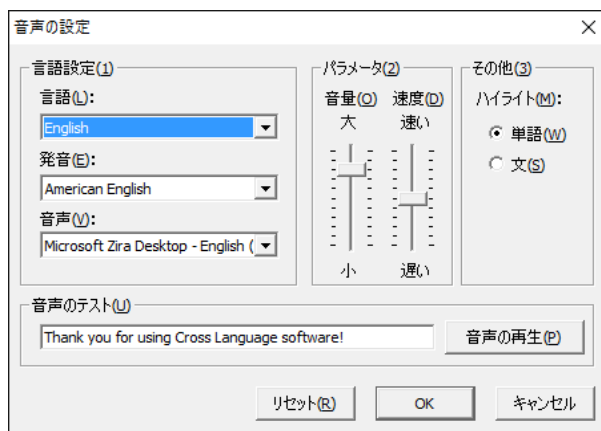 音声の設定
言語設定(1)
言語(L):
English
発音(E):
American English
音声(V):
Microsoft Zira Desktop - English (
パラメータ(2)
音量(O) 速度(D)
大 速い
小 遅い
その他(3)
ハイライト(M):
単語(W)
文(S)
音声のテスト(U)
Thank you for using Cross Language software!
音声の再生(P)
リセット(R) OK キャンセル